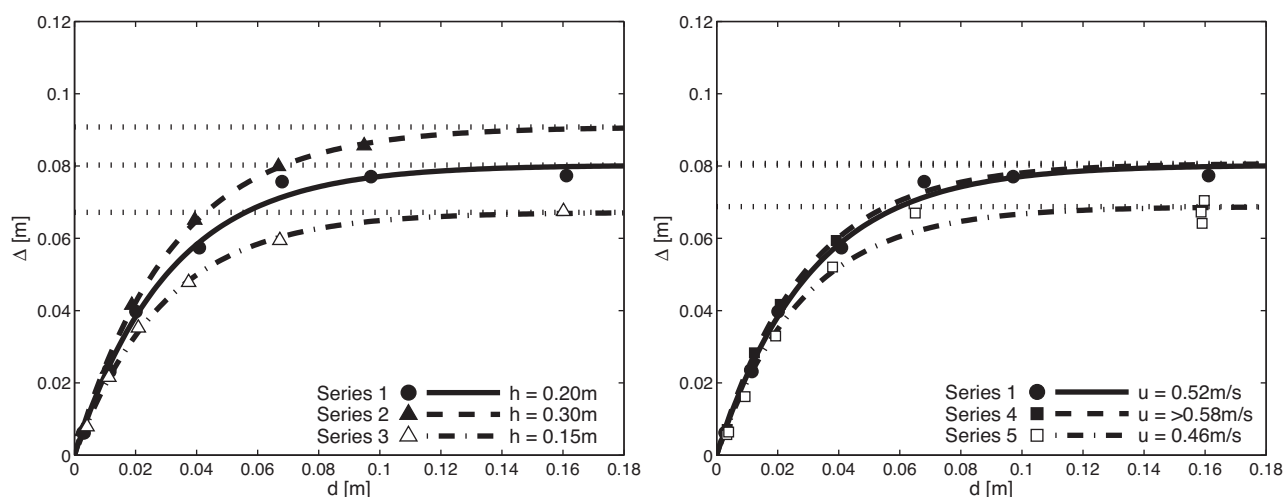 0.12
0.1
0.08
0.06
0.04
0.02
0
Δ [m]
0 0.02 0.04 0.06 0.08 0.1 0.12 0.14 0.16 0.18
d [m]
Series 1 h = 0.20m
Series 2 h = 0.30m
Series 3 h = 0.15m
0.12
0.1
0.08
0.06
0.04
0.02
0
Δ [m]
0 0.02 0.04 0.06 0.08 0.1 0.12 0.14 0.16 0.18
d [m]
Series 1 u = 0.52m/s
Series 4 u = >0.58m/s
Series 5 u = 0.46m/s